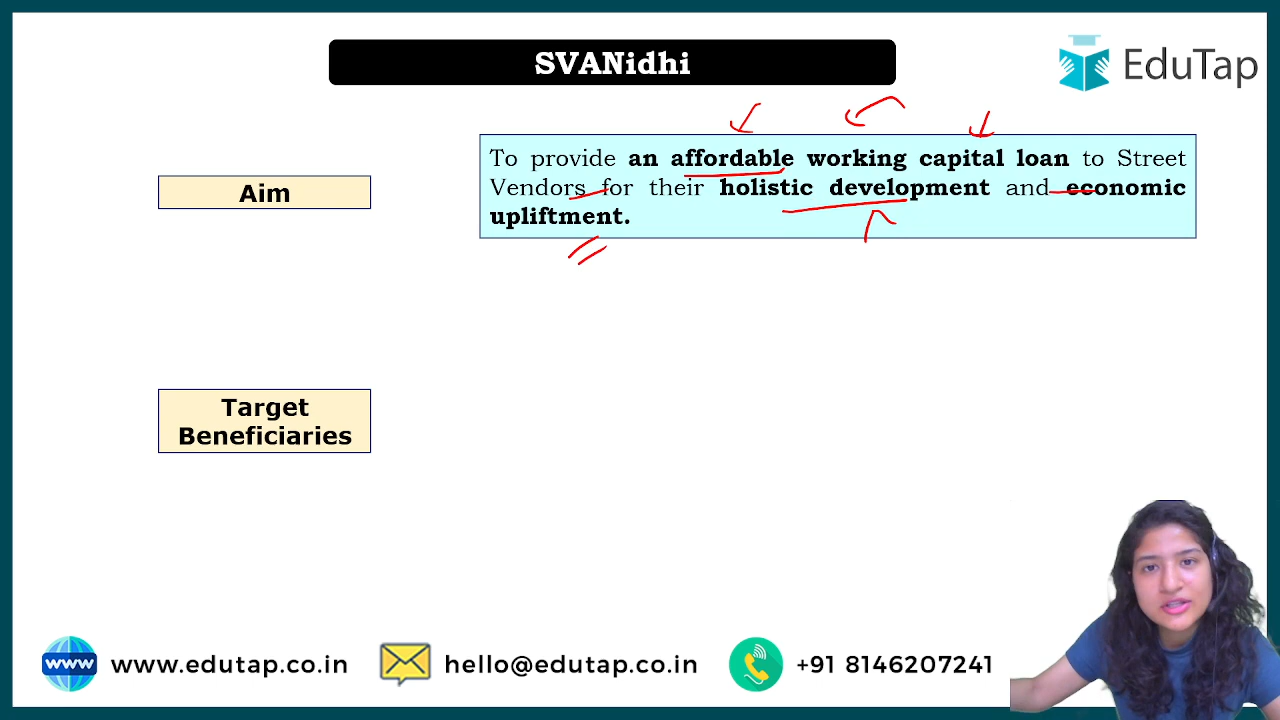 SVANidhi
EduTap
To provide an affordable working capital loan to Street
Vendors for their holistic development and economic
upliftment.
Aim
Target
Beneficiaries
www www.edutap.co.in hello@edutap.co.in +91 8146207241